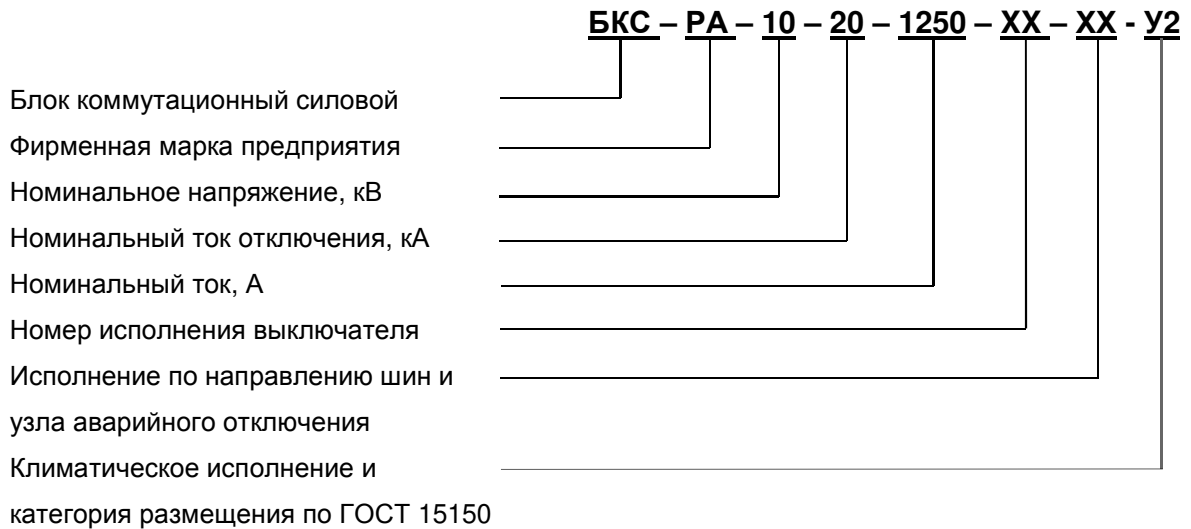 БКС – РА – 10 – 20 – 1250 – ХХ – ХХ - У2
Блок коммутационный силовой
Фирменная марка предприятия
Номинальное напряжение, кВ
Номинальный ток отключения, кА
Номинальный ток, А
Номер исполнения выключателя
Исполнение по направлению шин и
узла аварийного отключения
Климатическое исполнение и
категория размещения по ГОСТ 15150